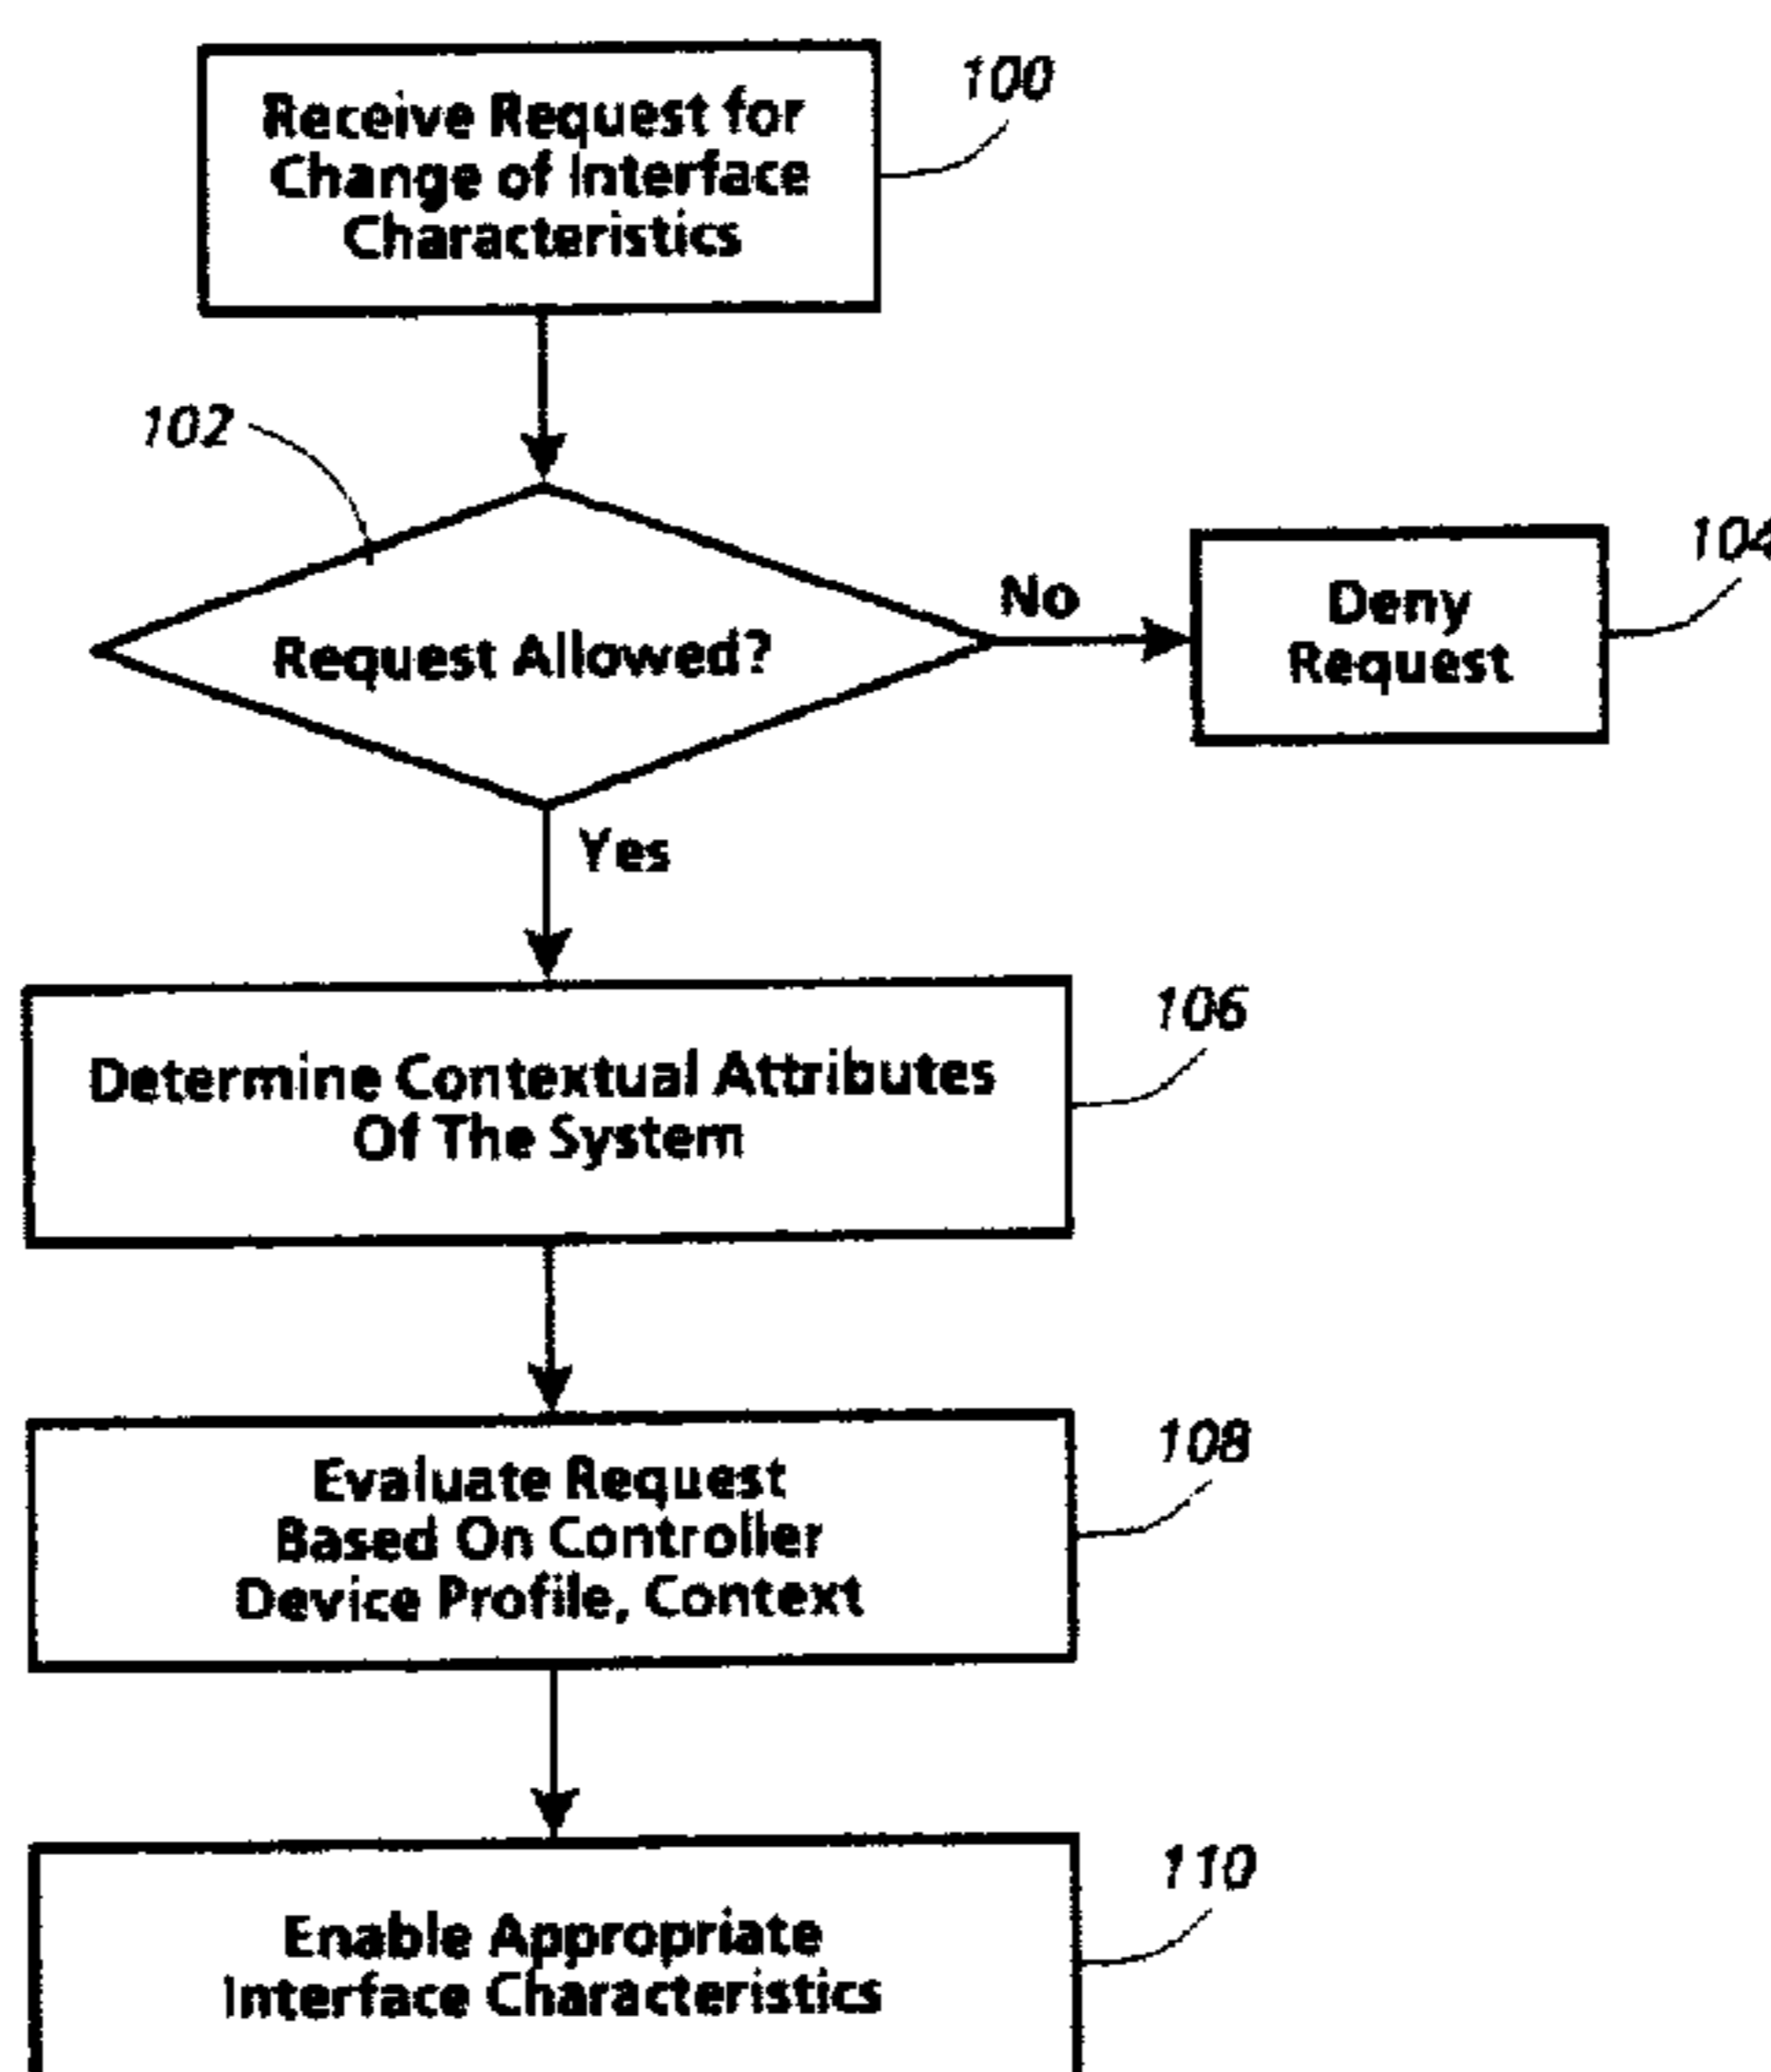 100
Receive Request for
Change of Interface
Characteristics
102
Request Allowed?
No
104
Deny
Request
Yes
106
Determine Contextual Attributes
Of The System
108
Evaluate Request
Based On Controller
Device Profile, Context
110
Enable Appropriate
Interface Characteristics